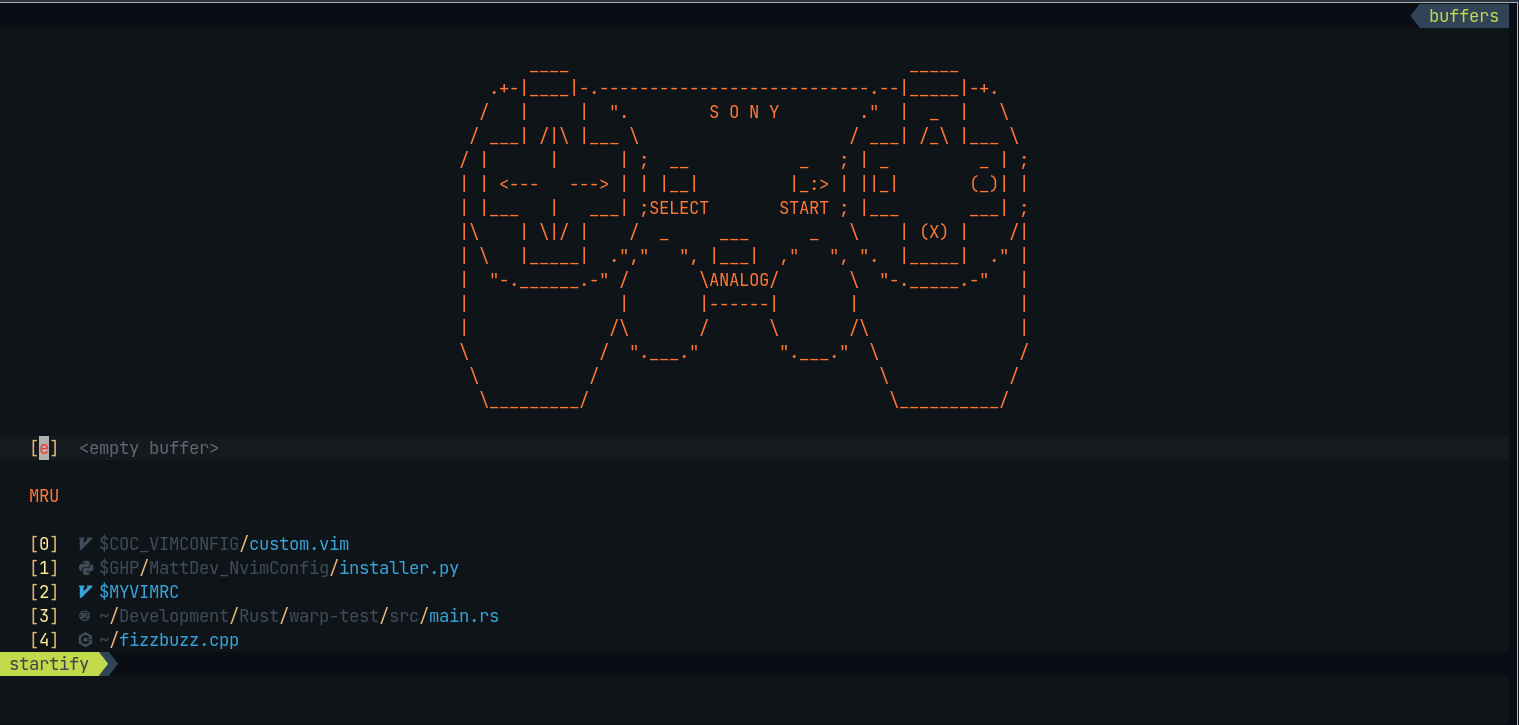 buffers
S O N Y
<--- --->
SELECT START
(X)
ANALOG
[e] <empty buffer>
MRU
[0] $COC_VIMCONFIG/custom.vim
[1] $GHP/MattDev_NvimConfig/installer.py
[2] $MYVIMRC
[3] ~/Development/Rust/warp-test/src/main.rs
[4] ~/fizzbuzz.cpp
startify